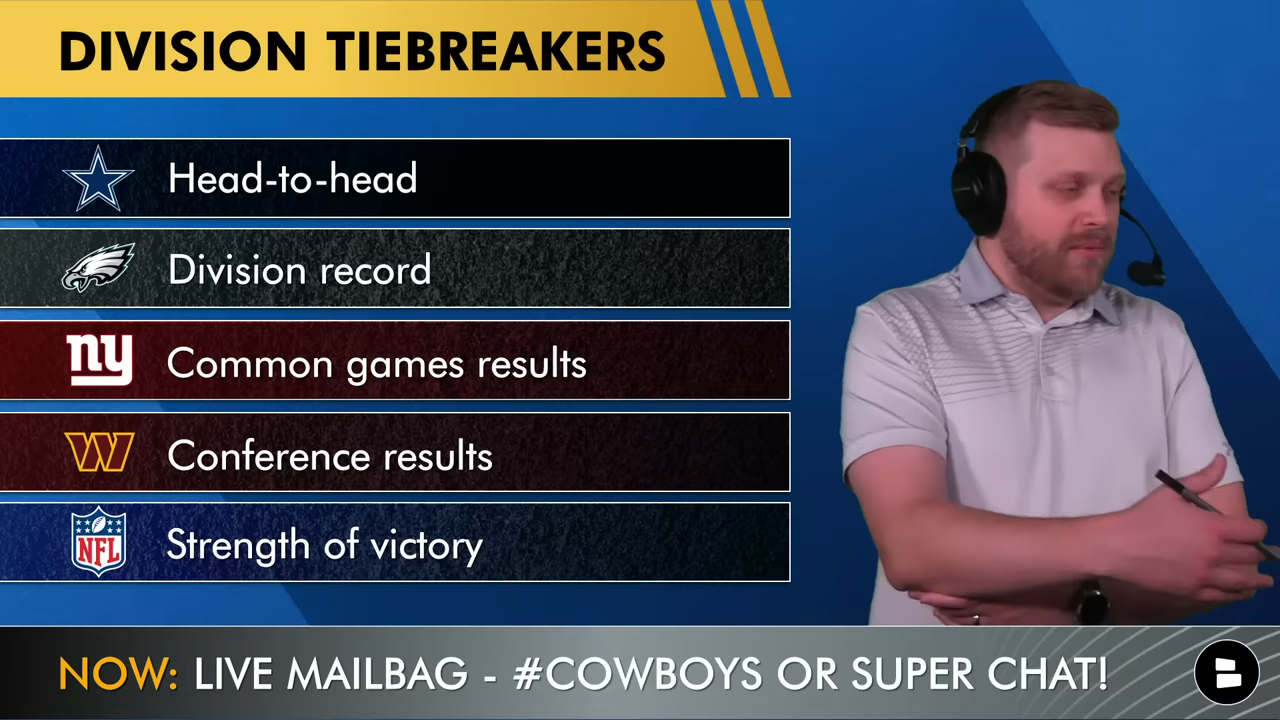 DIVISION TIEBREAKERS
Head-to-head
Division record
ny Common games results
W Conference results
NFL Strength of victory
NOW: LIVE MAILBAG - #COWBOYS OR SUPER CHAT!